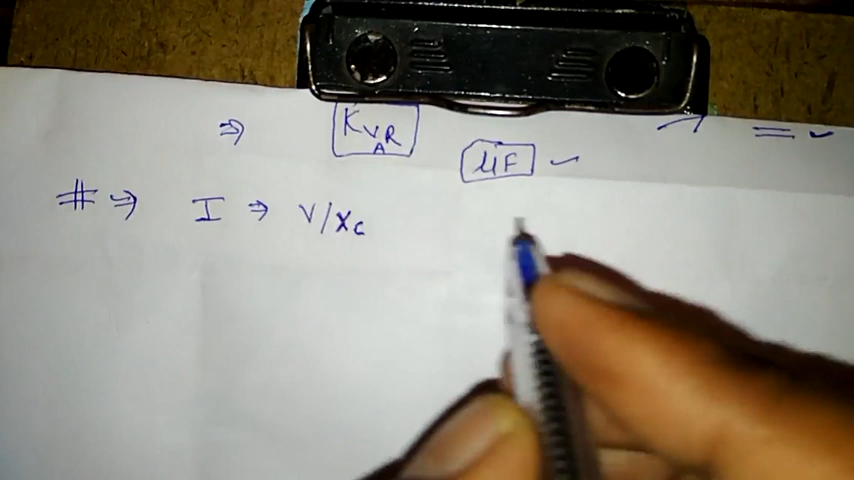 ⇒ KVAR → = ✓
μF ✓
# ⇒ I ⇒ V/Xc